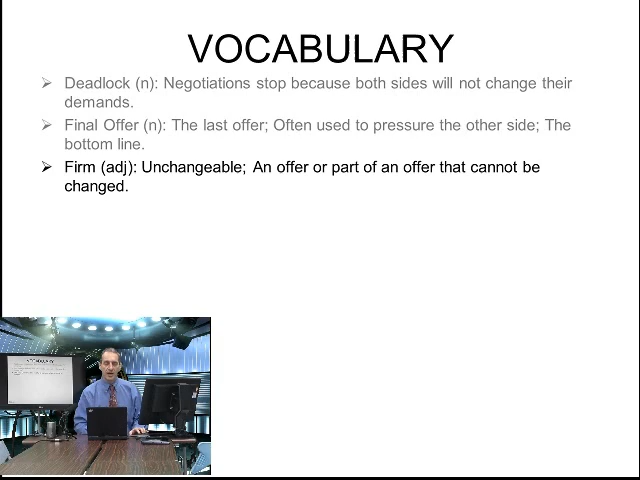 VOCABULARY
Deadlock (n): Negotiations stop because both sides will not change their
demands.
Final Offer (n): The last offer; Often used to pressure the other side; The
bottom line.
Firm (adj): Unchangeable; An offer or part of an offer that cannot be
changed.
VOCABULARY